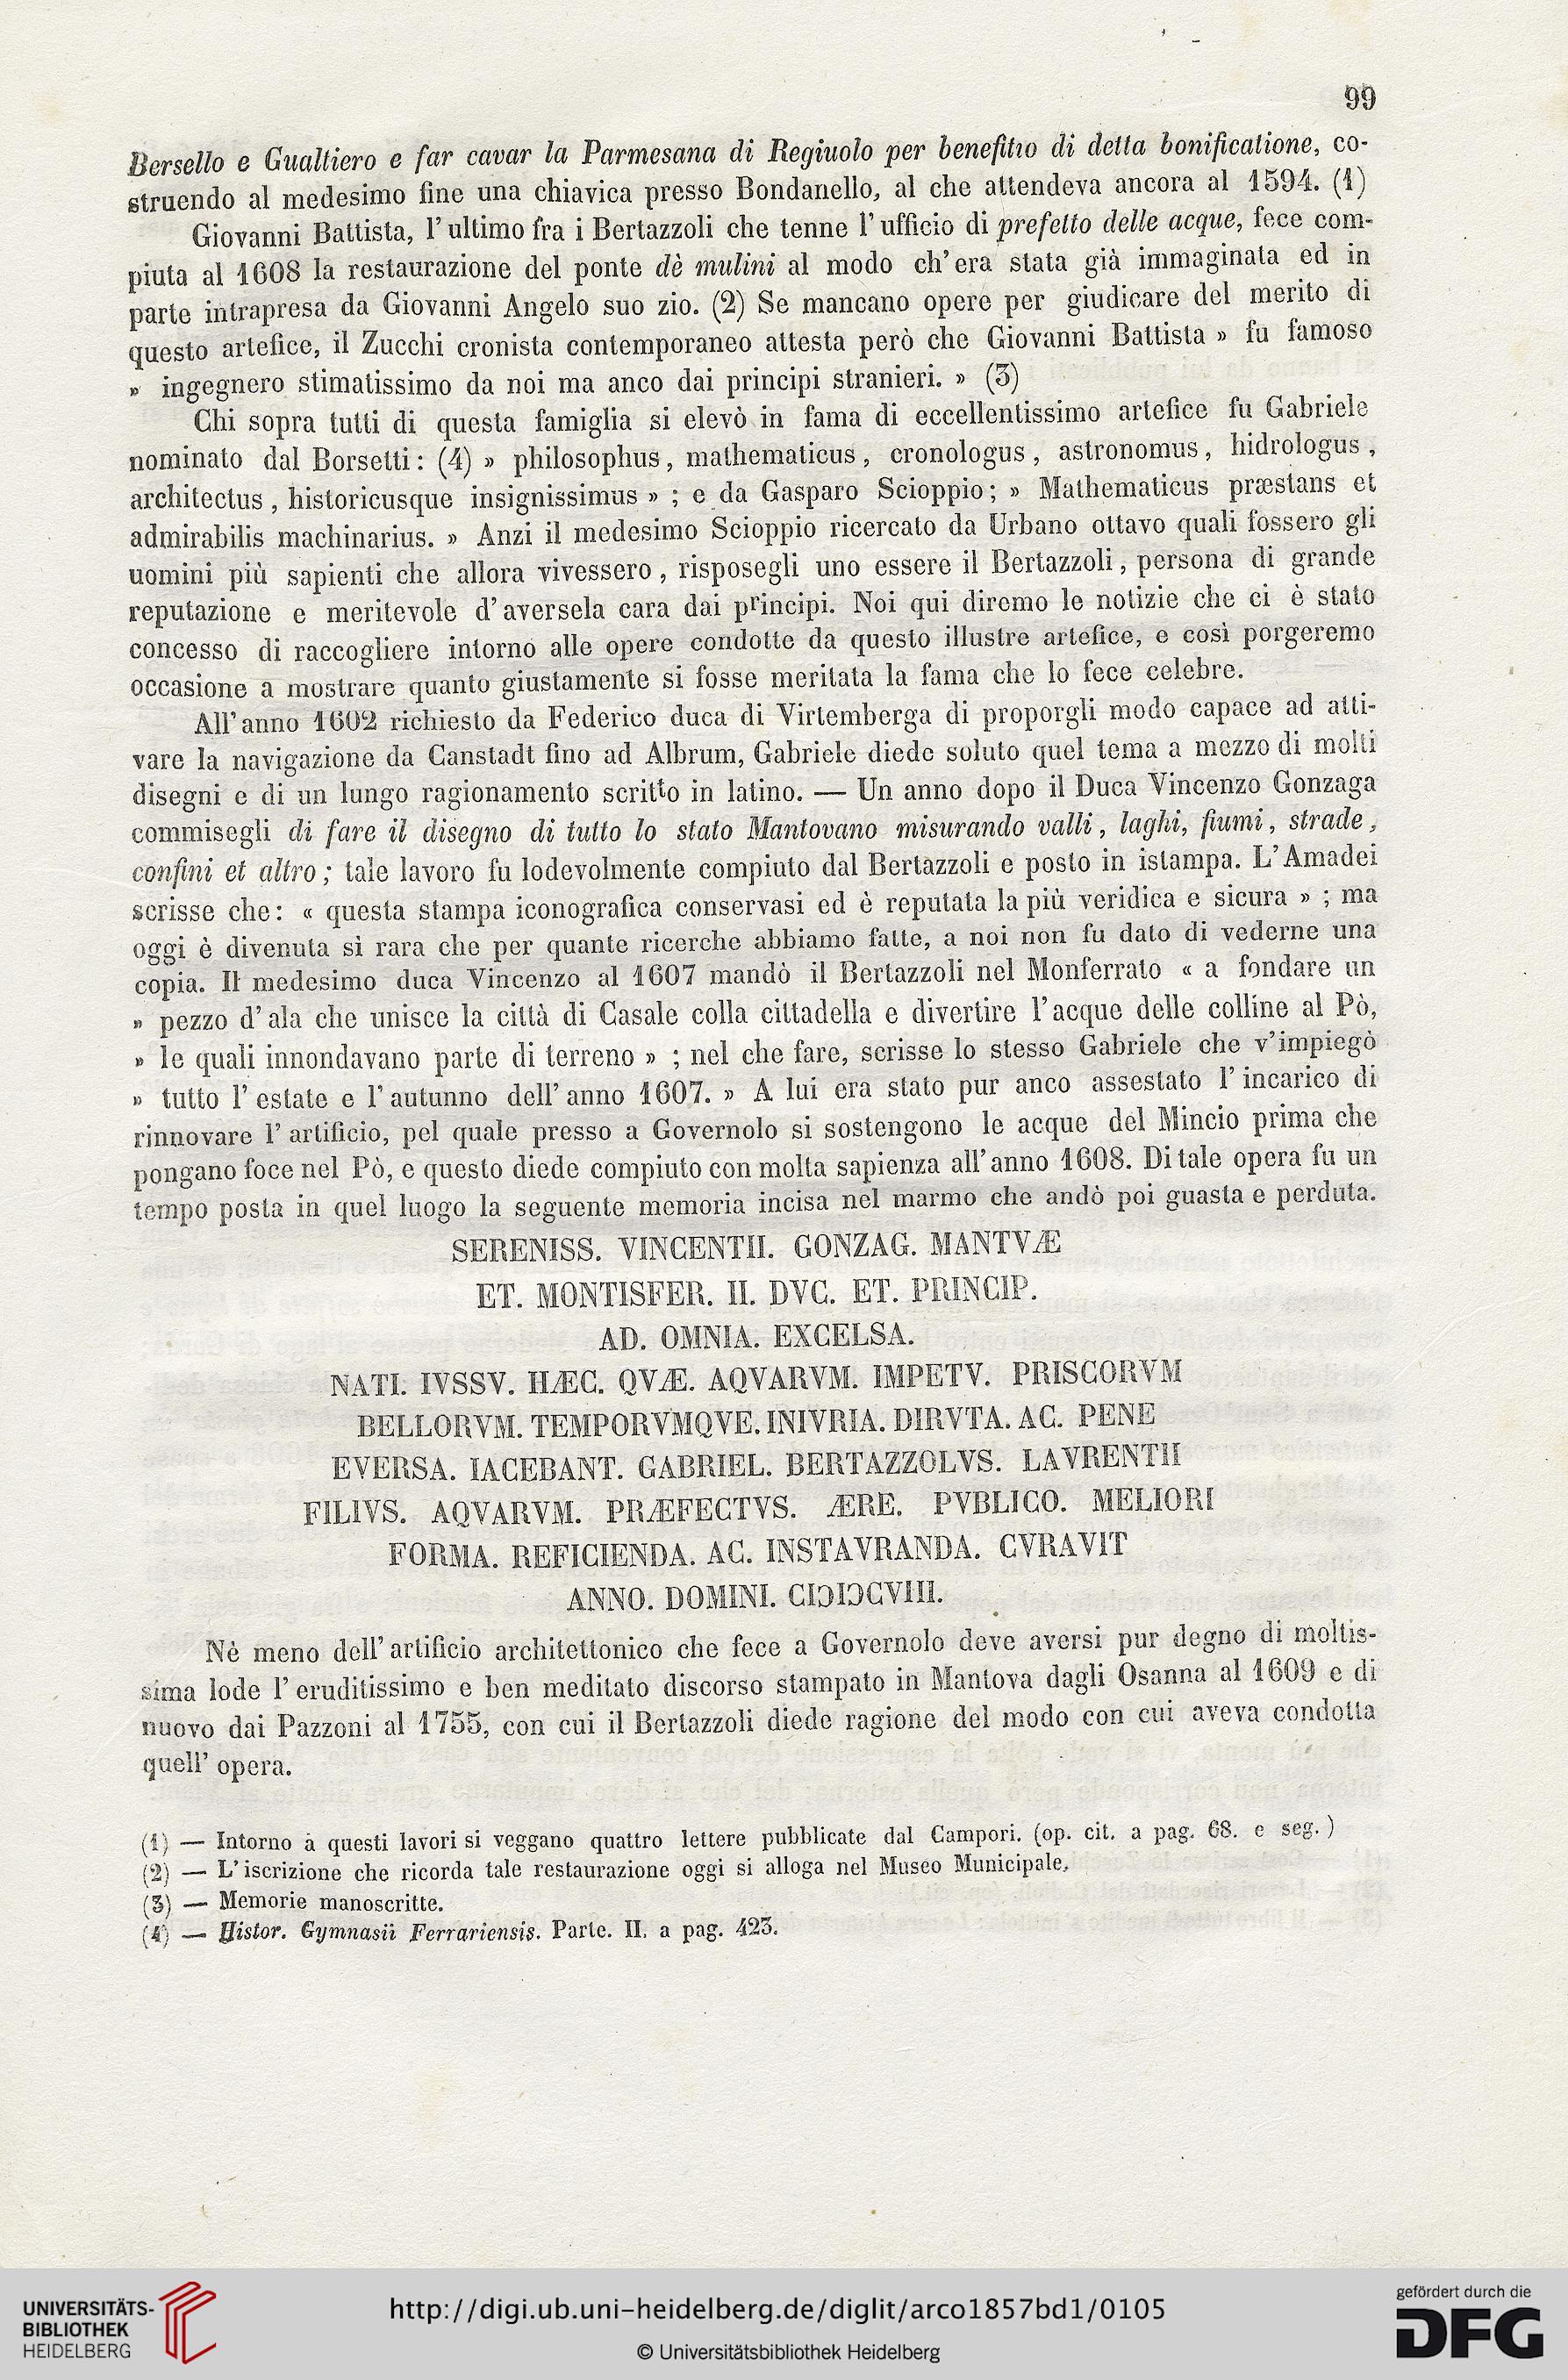 99
Bersello e Gualtiero e far cavar la Parmesana di Regiuolo per benefitio di detta bonificatione, co-
struendo al medesimo fine una chiavica presso Bondanello, al che attendeva ancora al 1594. (1)
Giovanni Battista, l'ultimo fra i Bertazzoli che tenne l'ufficio di prefetto delle acque, fece com-
piuta al 1608 la restaurazione del ponte dè mulini al modo ch'era stata già immaginata ed in
parte intrapresa da Giovanni Angelo suo zio. (2) Se mancano opere per giudicare del merito di
questo artefice, il Zucchi cronista contemporaneo attesta però che Giovanni Battista » fu famoso
» ingegnero stimatissimo da noi ma anco dai principi stranieri. » (3)
Chi sopra tutti di questa famiglia si elevò in fama di eccellentissimo artefice fu Gabriele
nominato dal Borsetti: (4) » philosophus, mathematicus, cronologus, astronomus, hidrologus,
architectus, historicusque insignissimus » ; e da Gasparo Scioppio; » Mathematicus præstans et
admirabilis machinarius. » Anzi il medesimo Scioppio ricercato da Urbano ottavo quali fossero gli
uomini più sapienti che allora vivessero, risposegli uno essere il Bertazzoli, persona di grande
reputazione e meritevole d'aversela cara dai principi. Noi qui diremo le notizie che ci è stato
concesso di raccogliere intorno alle opere condotte da questo illustre artefice, e così porgeremo
occasione a mostrare quanto giustamente si fosse meritata la fama che lo fece celebre.
All'anno 1602 richiesto da Federico duca di Virtemberga di proporgli modo capace ad atti-
vare la navigazione da Canstadt fino ad Albrum, Gabriele diede soluto quel tema a mezzo di molti
disegni e di un lungo ragionamento scritto in latino. — Un anno dopo il Duca Vincenzo Gonzaga
commisegli di fare il disegno di tutto lo stato Mantovano misurando valli, laghi, fiumi, strade,
confini et altro; tale lavoro fu lodevolmente compiuto dal Bertazzoli e posto in istampa. L'Amadei
scrisse che: « questa stampa iconografica conservasi ed è reputata la più veridica e sicura » ; ma
oggi è divenuta sì rara che per quante ricerche abbiamo fatte, a noi non fu dato di vederne una
copia. Il medesimo duca Vincenzo al 1607 mandò il Bertazzoli nel Monferrato « a fondare un
» pezzo d'ala che unisce la città di Casale colla cittadella e divertire l'acque delle colline al Pò,
» le quali innondavano parte di terreno » ; nel che fare, scrisse lo stesso Gabriele che v'impiegò
» tutto l'estate e l'autunno dell'anno 1607. » A lui era stato pur anco assestato l'incarico di
rinnovare l'artificio, pel quale presso a Governolo si sostengono le acque del Mincio prima che
pongano foce nel Pò, e questo diede compiuto con molta sapienza all'anno 1608. Di tale opera fu un
tempo posta in quel luogo la seguente memoria incisa nel marmo che andò poi guasta e perduta.
SERENISS. VINCENTII. GONZAG. MANTVÆ
ET. MONTISFER. II. DVC. ET. PRINCIP.
AD. OMNIA. EXCELSA.
NATI. IVSSV. HÆC. QVÆ. AQVARVM. IMPETV. PRISCORVM
BELLORVM. TEMPORVMQVE. INIVRIA. DIRVTA. AC. PENE
EVERSA. IACEBANT. GABRIEL. BERTAZZOLVS. LAVRENTII
FILIVS. AQVARVM. PRÆFECTVS. ÆRE. PVBLICO. MELIORI
FORMA. REFICIENDA. AC. INSTAVRANDA. CVRAVIT
ANNO. DOMINI. CIƆIƆCVIII.
Nè meno dell'artificio architettonico che fece a Governolo deve aversi pur degno di moltis-
sima lode l'eruditissimo e ben meditato discorso stampato in Mantova dagli Osanna al 1609 e di
nuovo dai Pazzoni al 1755, con cui il Bertazzoli diede ragione del modo con cui aveva condotta
quell'opera.
(1) — Intorno à questi lavori si veggano quattro lettere pubblicate dal Campori. (op. cit. a pag. 68. e seg.)
(2) — L'iscrizione che ricorda tale restaurazione oggi si alloga nel Museo Municipale.
(3) — Memorie manoscritte.
(4) — Histor. Gymnasii Ferrariensis. Parte. II. a pag. 423.
UNIVERSITÄTS-
BIBLIOTHEK
HEIDELBERG
http://digi.ub.uni-heidelberg.de/diglit/arco1857bd1/0105
© Universitätsbibliothek Heidelberg
gefördert durch die
DFG